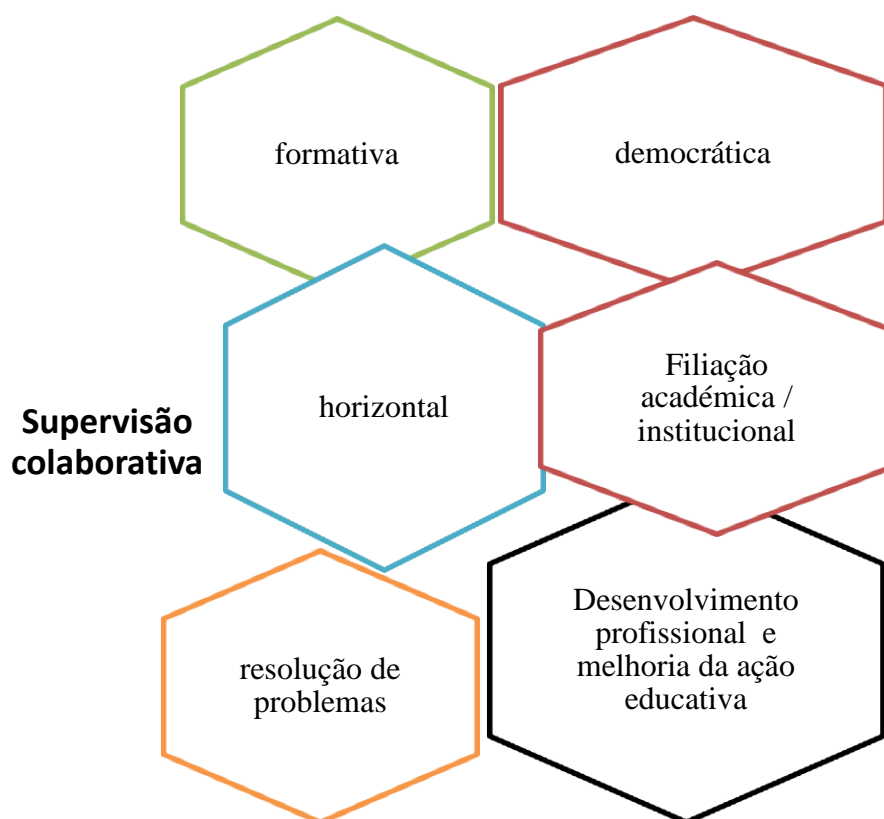 formativa
democrática
Supervisão
colaborativa
horizontal
Filiação
académica /
institucional
resolução de
problemas
Desenvolvimento
profissional e
melhoria da ação
educativa